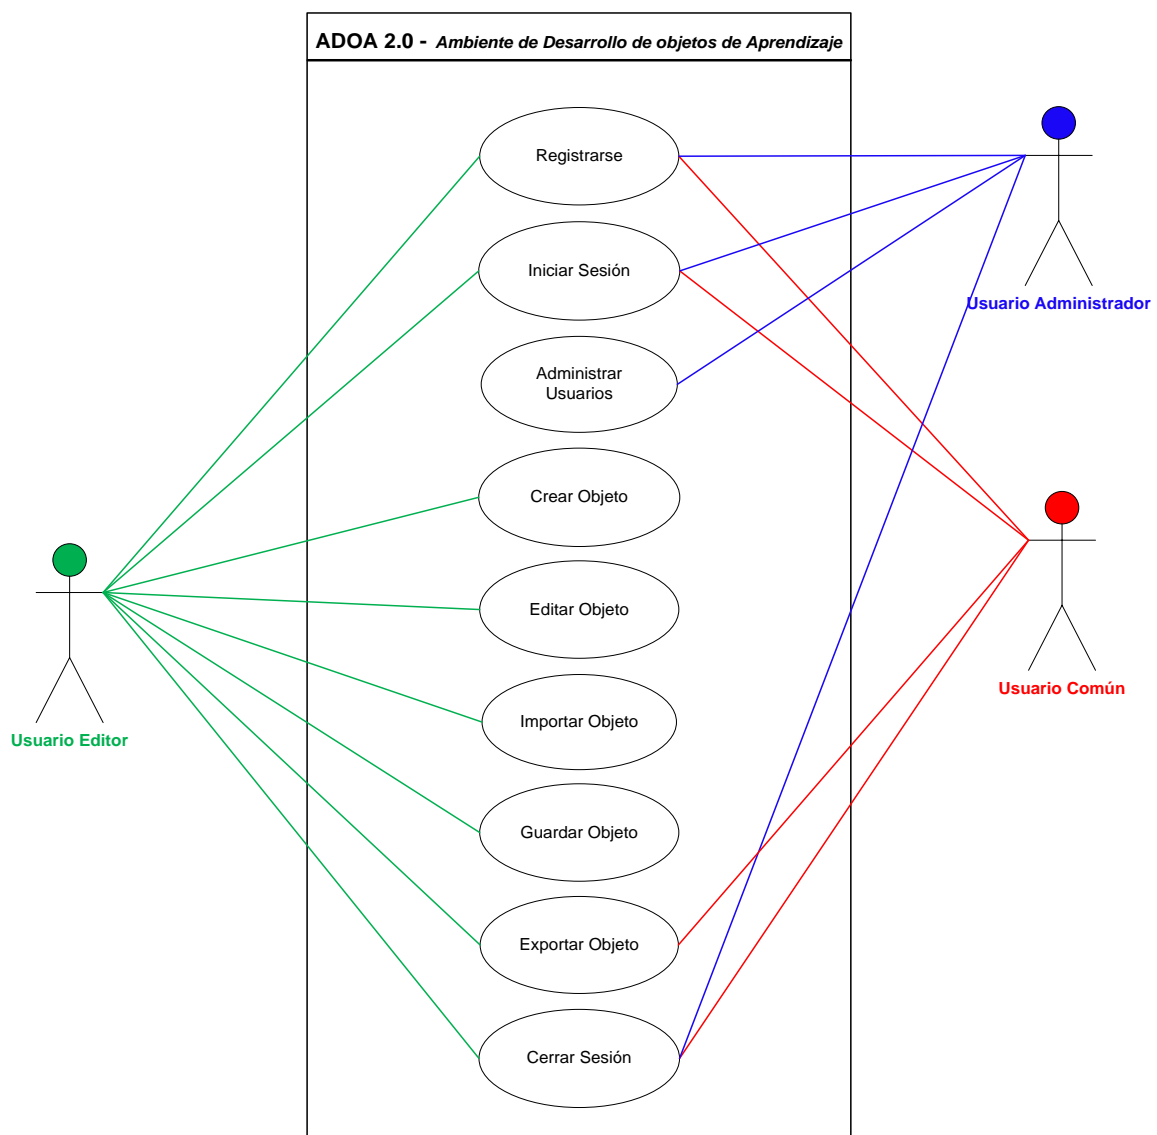 ADOA 2.0 - Ambiente de Desarrollo de objetos de Aprendizaje
Registrarse
Iniciar Sesión
Usuario Administrador
Administrar
Usuarios
Crear Objeto
Editar Objeto
Usuario Común
Importar Objeto
Usuario Editor
Guardar Objeto
Exportar Objeto
Cerrar Sesión